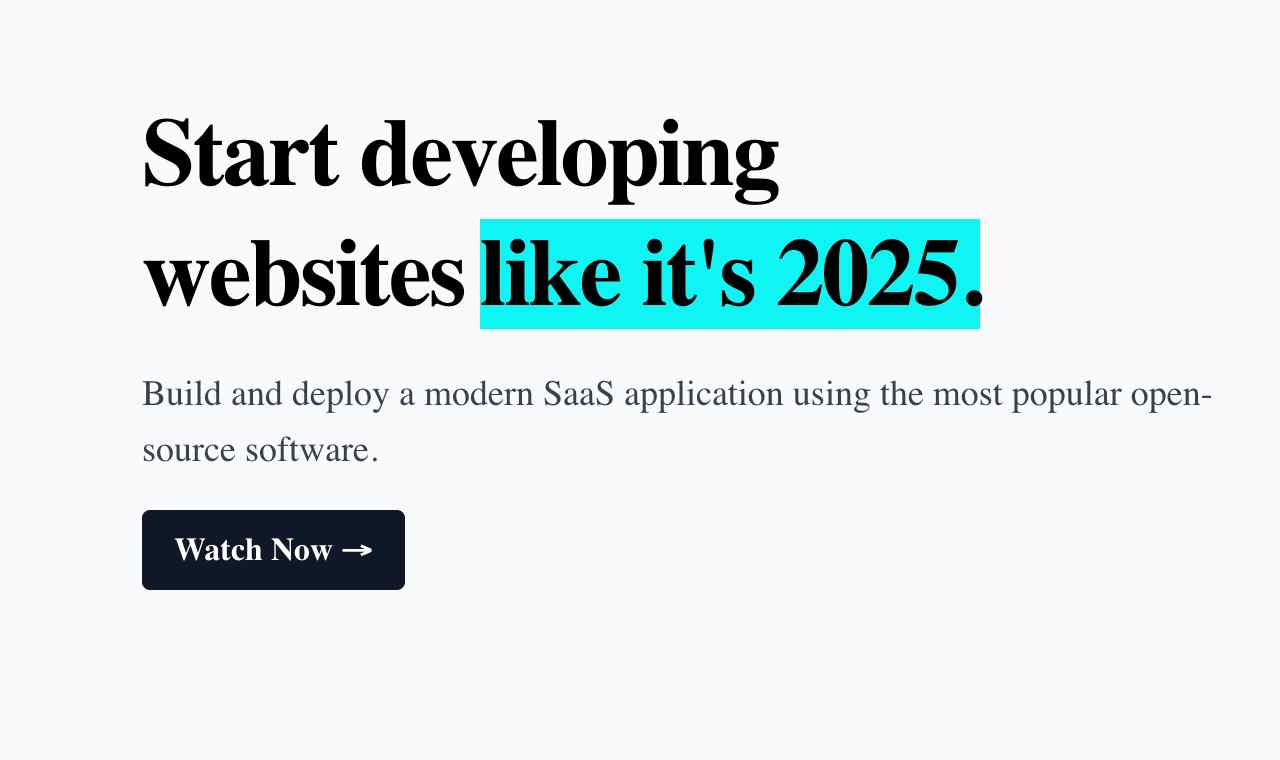 Start developing
websites like it's 2025.
Build and deploy a modern SaaS application using the most popular open-
source software.
Watch Now →